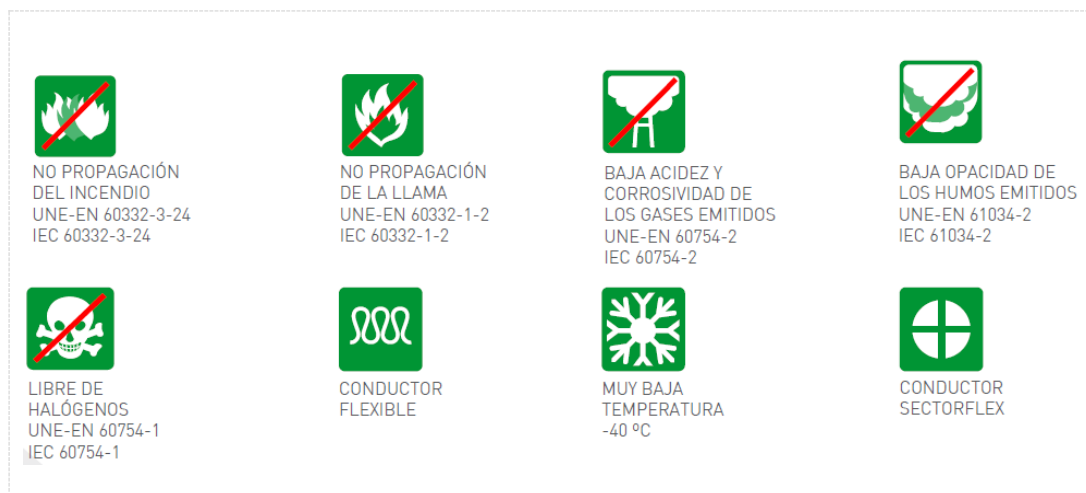 NO PROPAGACIÓN
DEL INCENDIO
UNE-EN 60332-3-24
IEC 60332-3-24
NO PROPAGACIÓN
DE LA LLAMA
UNE-EN 60332-1-2
IEC 60332-1-2
BAJA ACIDEZ Y
CORROSIVIDAD DE
LOS GASES EMITIDOS
UNE-EN 60754-2
IEC 60754-2
BAJA OPACIDAD DE
LOS HUMOS EMITIDOS
UNE-EN 61034-2
IEC 61034-2
LIBRE DE
HALÓGENOS
UNE-EN 60754-1
IEC 60754-1
CONDUCTOR
FLEXIBLE
MUY BAJA
TEMPERATURA
-40 ºC
CONDUCTOR
SECTORFLEX